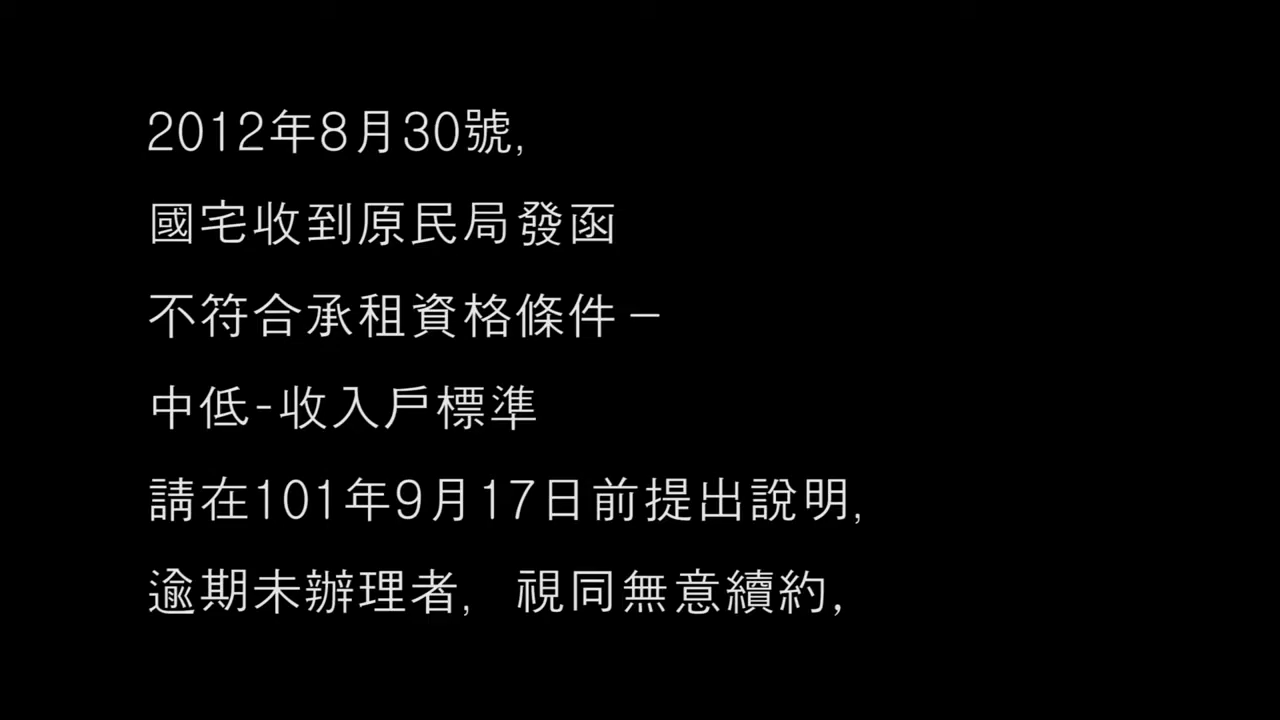 2012年8月30號,
國宅收到原民局發函
不符合承租資格條件－
中低-收入戶標準
請在101年9月17日前提出說明,
逾期未辦理者, 視同無意續約,